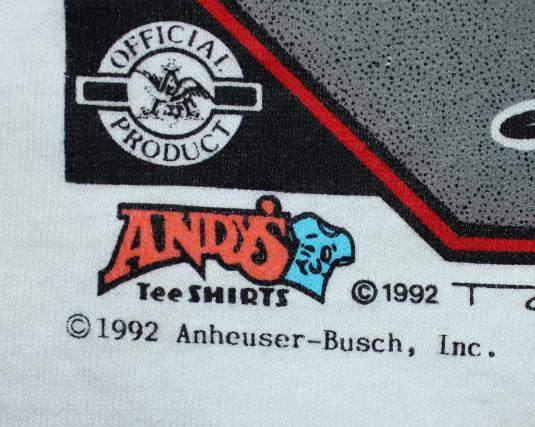 OFFICIAL
PRODUCT
ANDY'S
Tee SHIRTS
© 1992
© 1992 Anheuser-Busch, Inc.